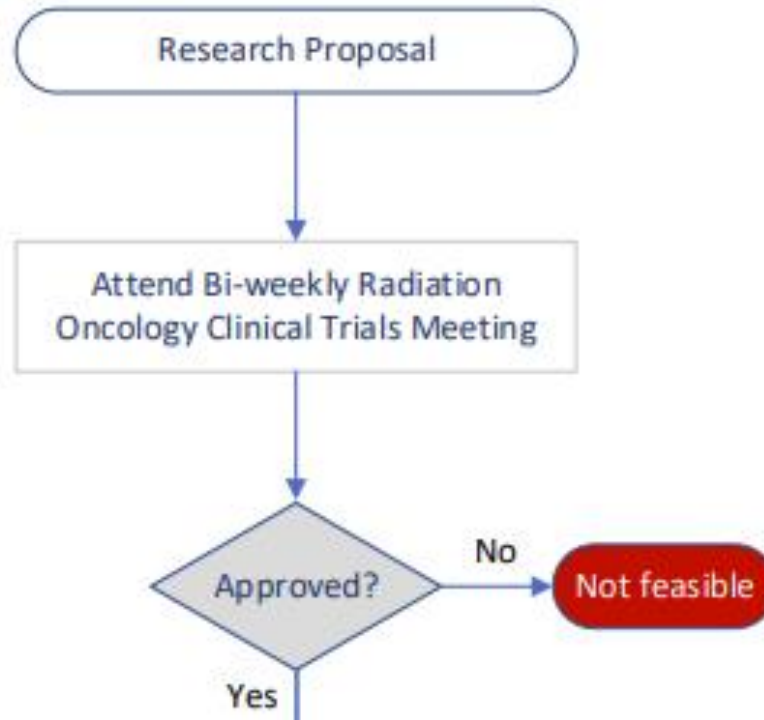 Research Proposal
Attend Bi-weekly Radiation
Oncology Clinical Trials Meeting
No
Approved?
Not feasible
Yes